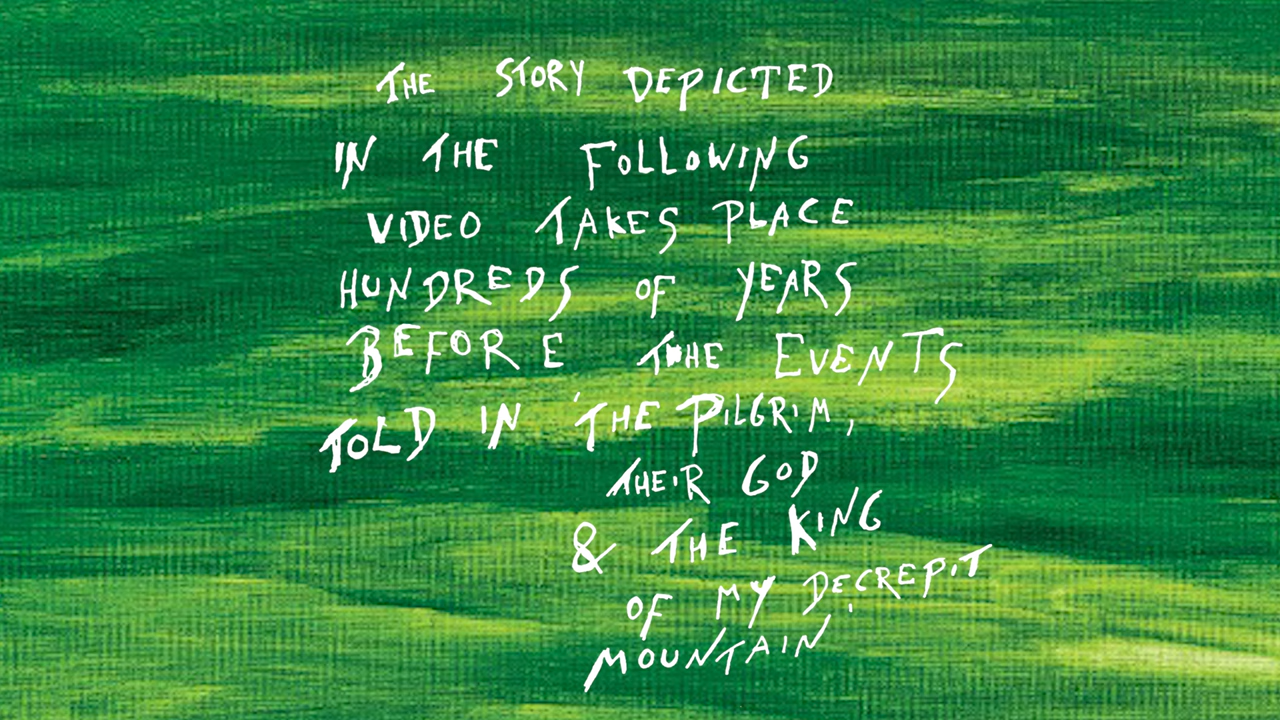 THE STORY DEPICTED
IN THE FOLLOWING
VIDEO TAKES PLACE
HUNDREDS OF YEARS
BEFORE THE EVENTS
TOLD IN 'THE PILGRIM,
THEIR GOD
& THE KING
OF MY DECREPIT
MOUNTAIN'